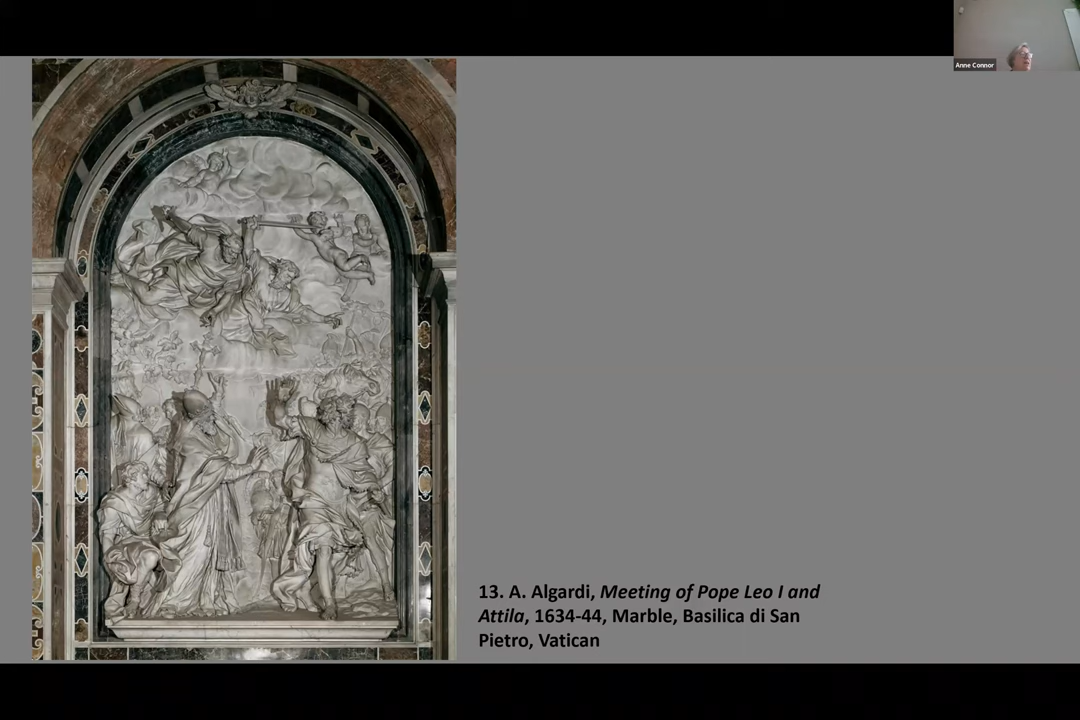 Anne Connor
13. A. Algardi, Meeting of Pope Leo I and
Attila, 1634-44, Marble, Basilica di San
Pietro, Vatican